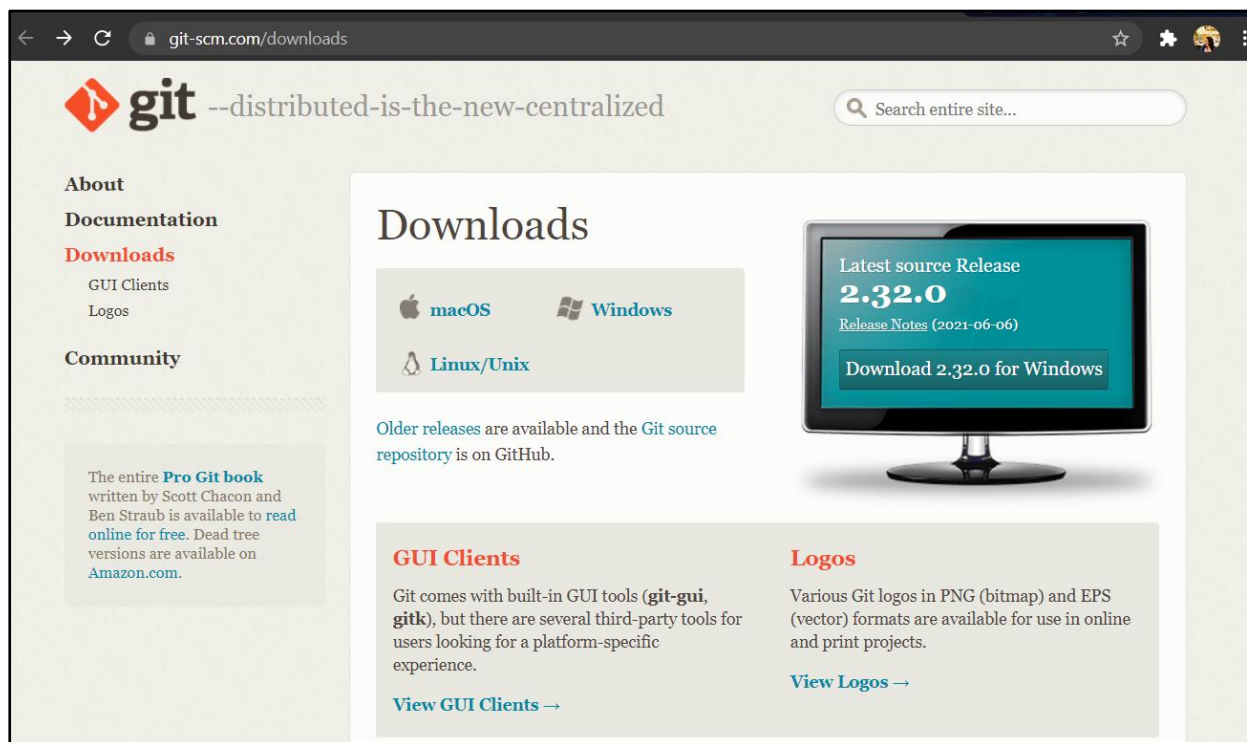 git-scm.com/downloads
git --distributed-is-the-new-centralized
Search entire site...
About
Documentation
Downloads
GUI Clients
Logos
Community
The entire Pro Git book
written by Scott Chacon and
Ben Straub is available to read
online for free. Dead tree
versions are available on
Amazon.com.
Downloads
macOS
Windows
Linux/Unix
Older releases are available and the Git source
repository is on GitHub.
Latest source Release
2.32.0
Release Notes (2021-06-06)
Download 2.32.0 for Windows
GUI Clients
Git comes with built-in GUI tools (git-gui,
gitk), but there are several third-party tools for
users looking for a platform-specific
experience.
View GUI Clients →
Logos
Various Git logos in PNG (bitmap) and EPS
(vector) formats are available for use in online
and print projects.
View Logos →